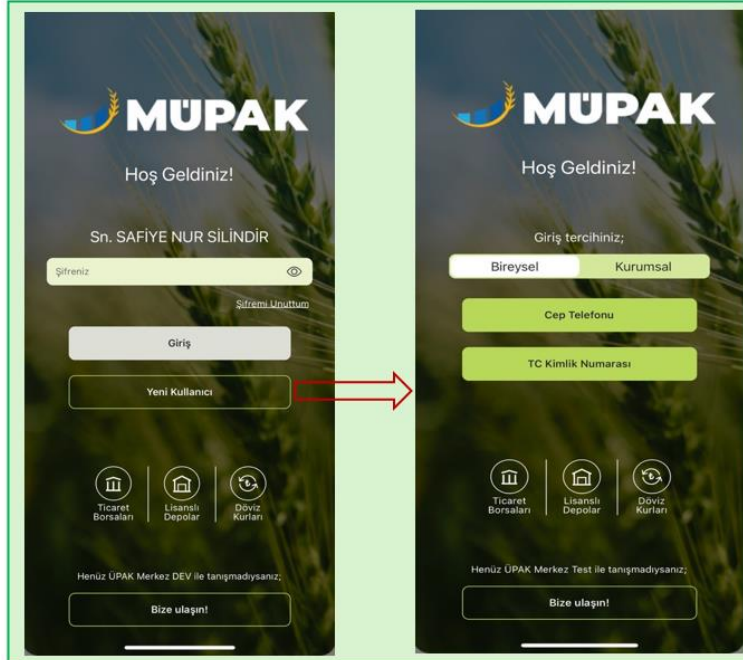 MÜPAK
Hoş Geldiniz!
Sn. SAFİYE NUR SİLİNDİR
Şifreniz
Şifremi Unuttum
Giriş
Yeni Kullanıcı
Ticaret
Borsaları
Lisanslı
Depolar
Döviz
Kurları
Henüz ÜPAK Merkez DEV ile tanışmadıysanız;
Bize ulaşın!
MÜPAK
Hoş Geldiniz!
Giriş tercihiniz;
Bireysel
Kurumsal
Cep Telefonu
TC Kimlik Numarası
Ticaret
Borsaları
Lisanslı
Depolar
Döviz
Kurları
Henüz ÜPAK Merkez Test ile tanışmadıysanız;
Bize ulaşın!